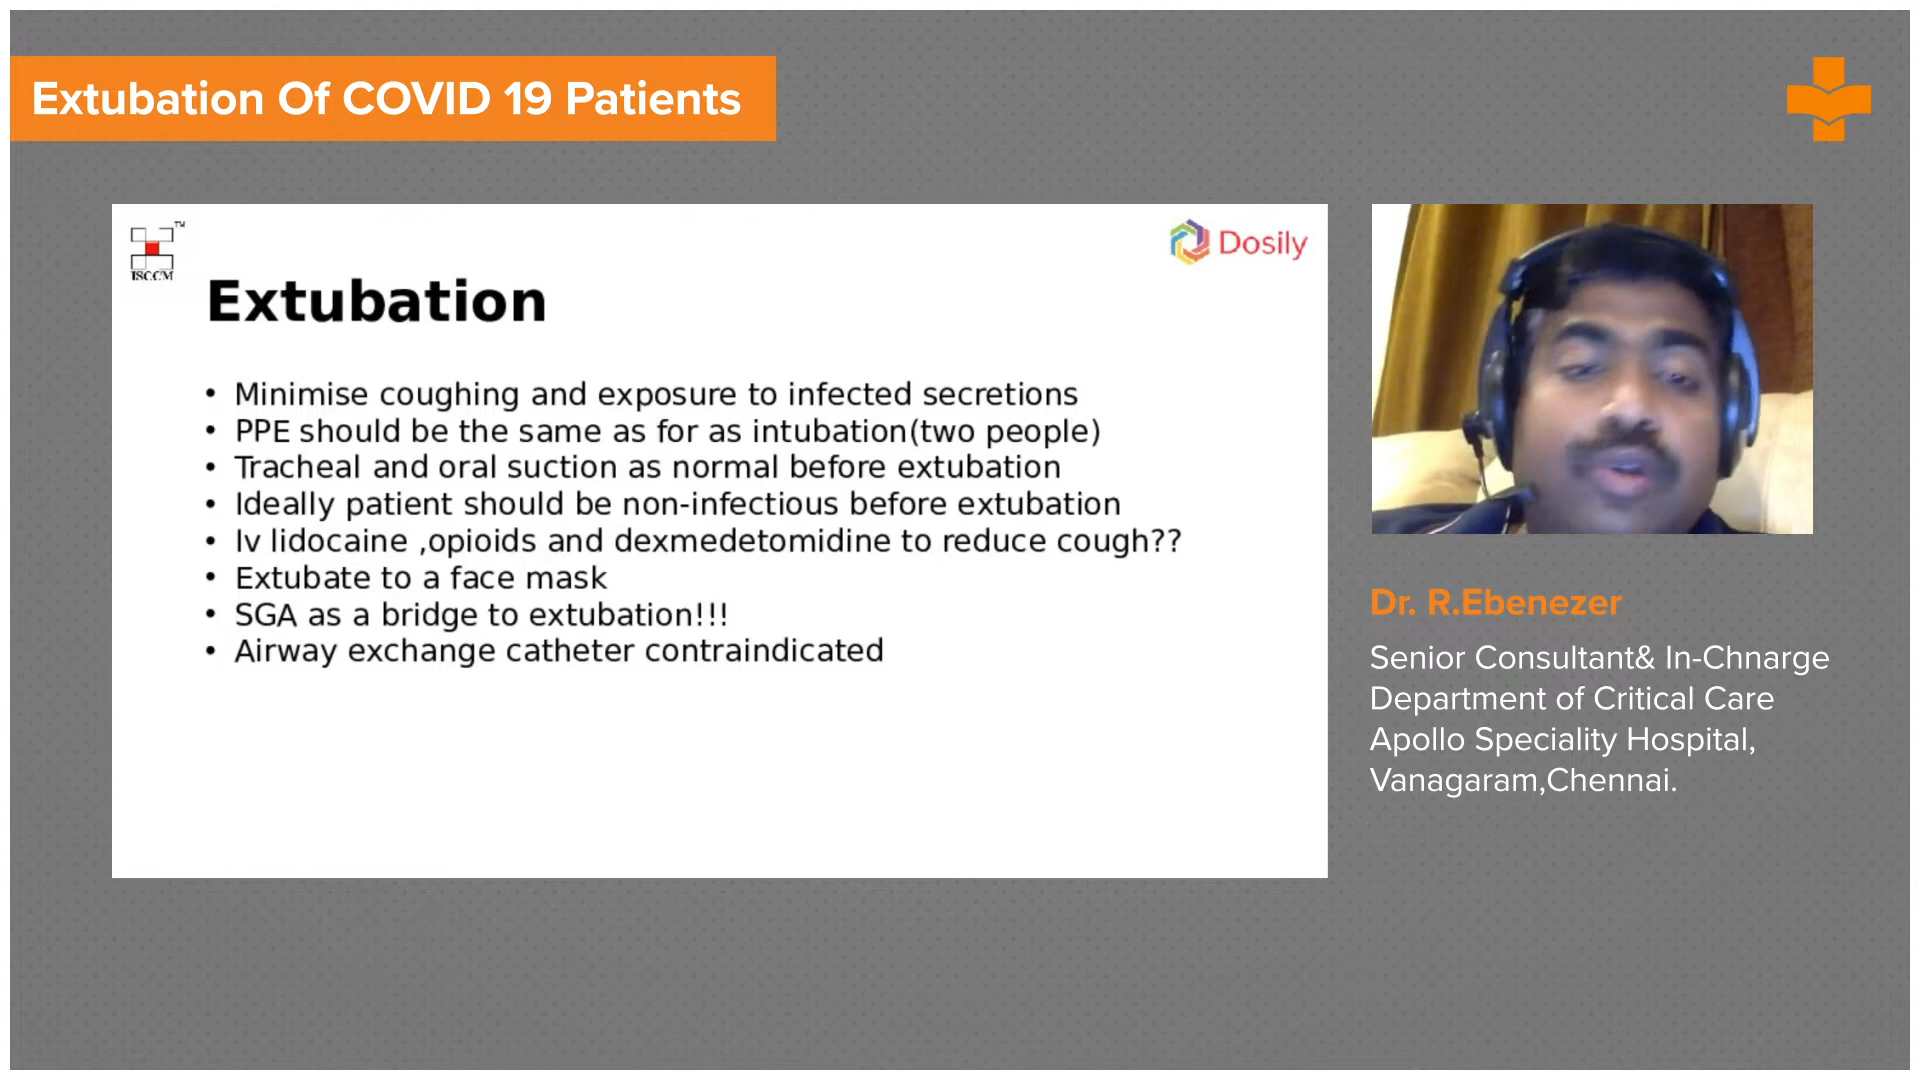 Extubation Of COVID 19 Patients
TM
ISCCM
Dosily
Extubation
• Minimise coughing and exposure to infected secretions
• PPE should be the same as for as intubation(two people)
• Tracheal and oral suction as normal before extubation
• Ideally patient should be non-infectious before extubation
• Iv lidocaine ,opioids and dexmedetomidine to reduce cough??
• Extubate to a face mask
• SGA as a bridge to extubation!!!
• Airway exchange catheter contraindicated
Dr. R.Ebenezer
Senior Consultant& In-Chnarge
Department of Critical Care
Apollo Speciality Hospital,
Vanagaram,Chennai.